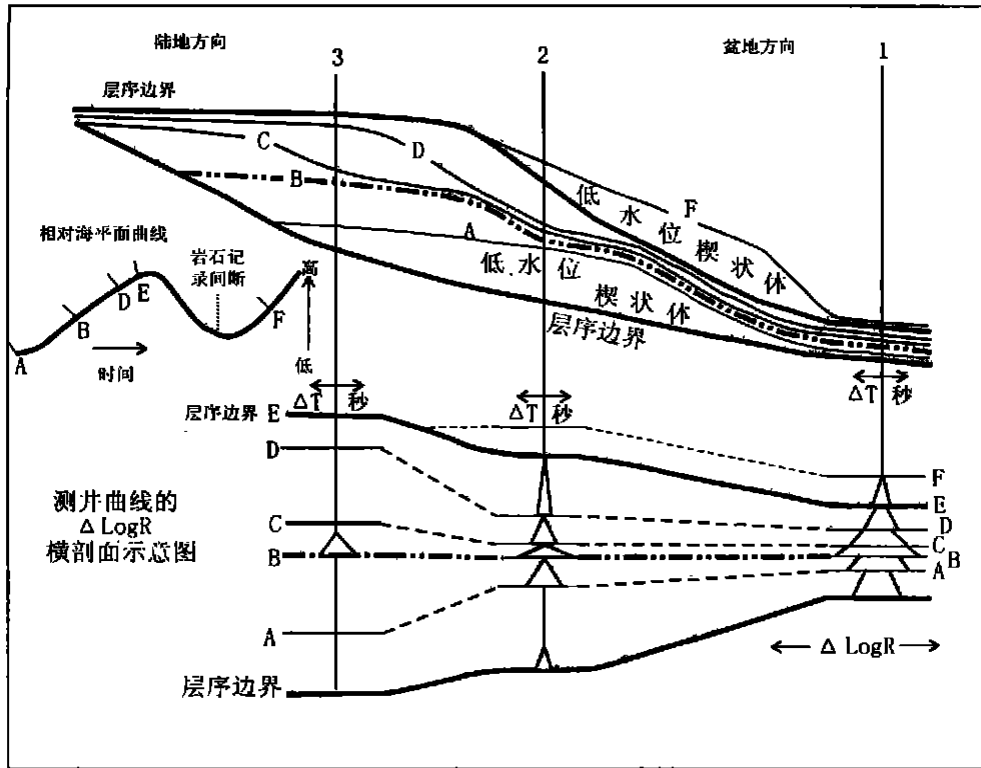 陆地方向
盆地方向
3
2
1
层序边界
C
D
B
A
F
低水位楔状体
低水位
楔状体
层序边界
相对海平面曲线
岩石记
录间断
高
低
A
B
D
E
F
时间
ΔT 秒
ΔT 秒
ΔT 秒
层序边界 E
D
C
B
A
层序边界
测井曲线的
Δ LogR
横剖面示意图
F
E
D
C
B
A
Δ LogR